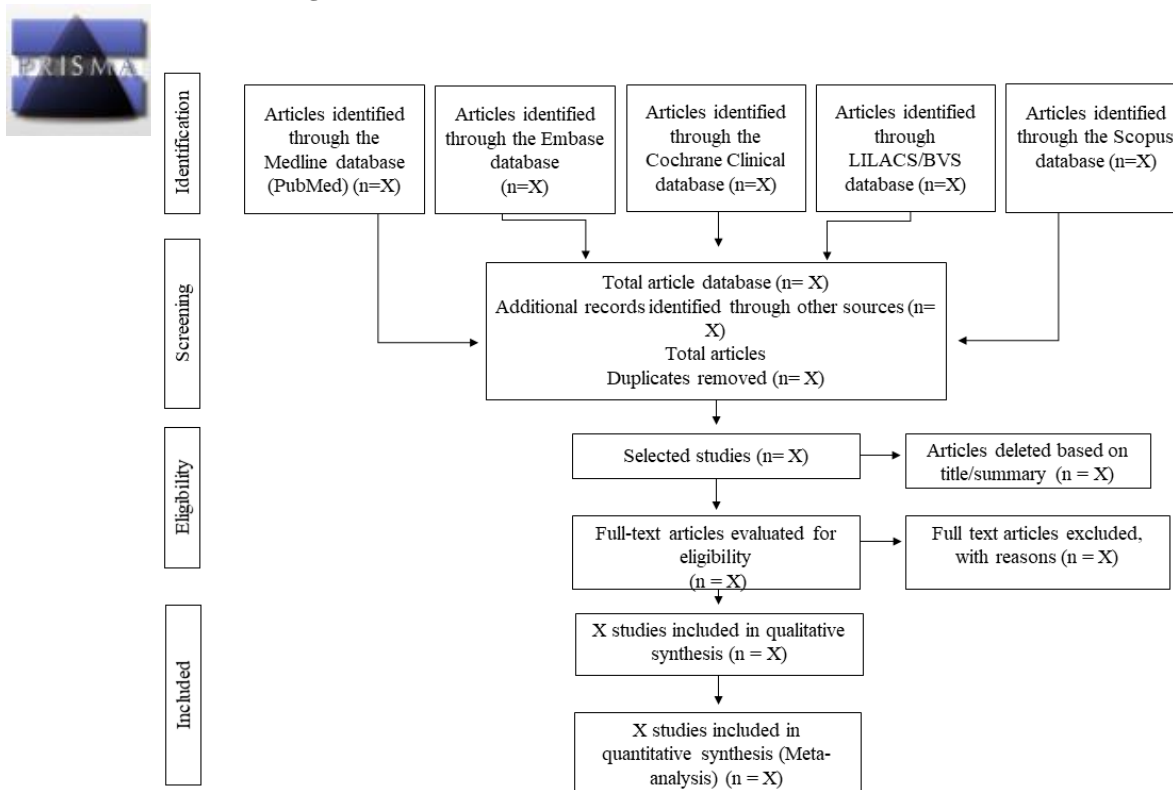 PRISMA
Identification
Articles identified
through the
Medline database
(PubMed) (n=X)
Articles identified
through the Embase
database
(n=X)
Articles identified
through the
Cochrane Clinical
database (n=X)
Articles identified
through
LILACS/BVS
database (n=X)
Articles identified
through the Scopus
database (n=X)
Screening
Total article database (n= X)
Additional records identified through other sources (n=
X)
Total articles
Duplicates removed (n= X)
Eligibility
Selected studies (n= X)
Articles deleted based on
title/summary (n = X)
Full-text articles evaluated for
eligibility
(n = X)
Full text articles excluded,
with reasons (n = X)
Included
X studies included in qualitative
synthesis (n = X)
X studies included in
quantitative synthesis (Meta-
analysis) (n = X)